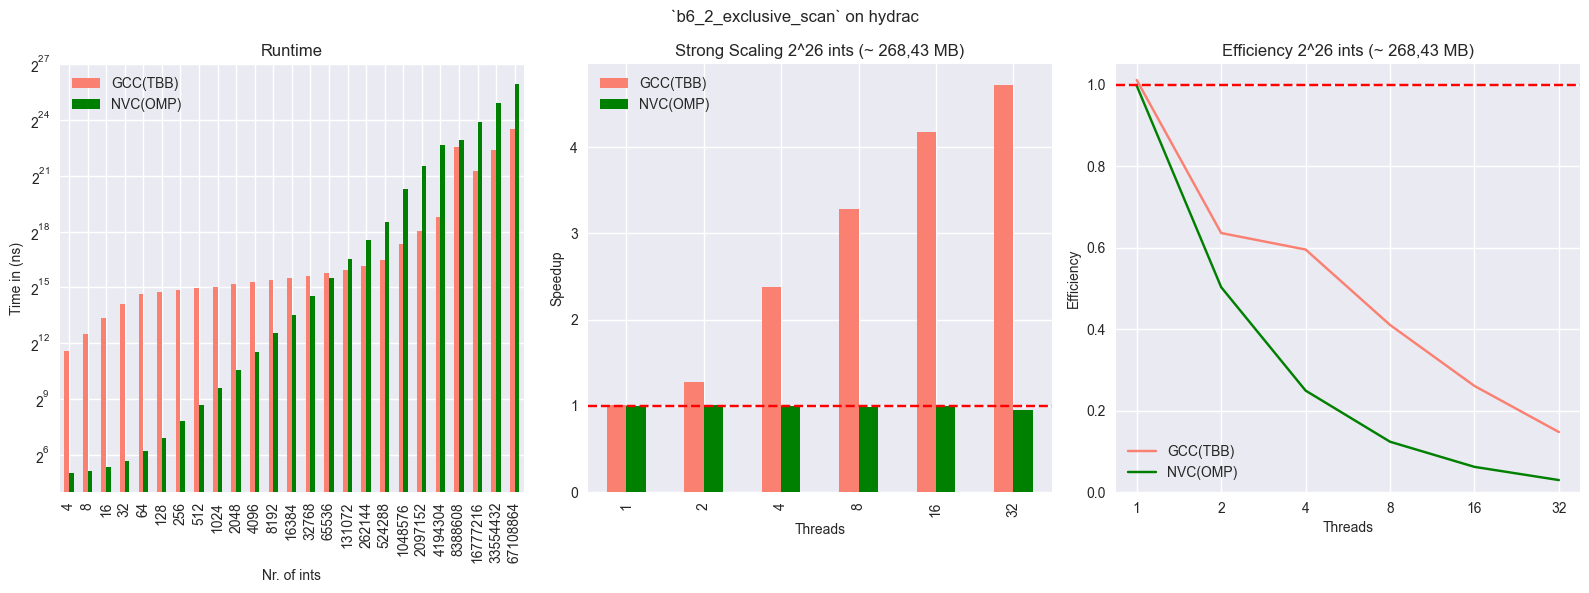 `b6_2_exclusive_scan` on hydrac
Runtime
GCC(TBB)
NVC(OMP)
Time in (ns)
2^27
2^24
2^21
2^18
2^15
2^12
2^9
2^6
4 8 16 32 64 128 256 512 1024 2048 4096 8192 16384 32768 65536 131072 262144 524288 1048576 2097152 4194304 8388608 16777216 33554432 67108864
Nr. of ints
Strong Scaling 2^26 ints (~ 268,43 MB)
GCC(TBB)
NVC(OMP)
Speedup
4
3
2
1
0
1 2 4 8 16 32
Threads
Efficiency 2^26 ints (~ 268,43 MB)
Efficiency
1.0
0.8
0.6
0.4
0.2
0.0
GCC(TBB)
NVC(OMP)
1 2 4 8 16 32
Threads